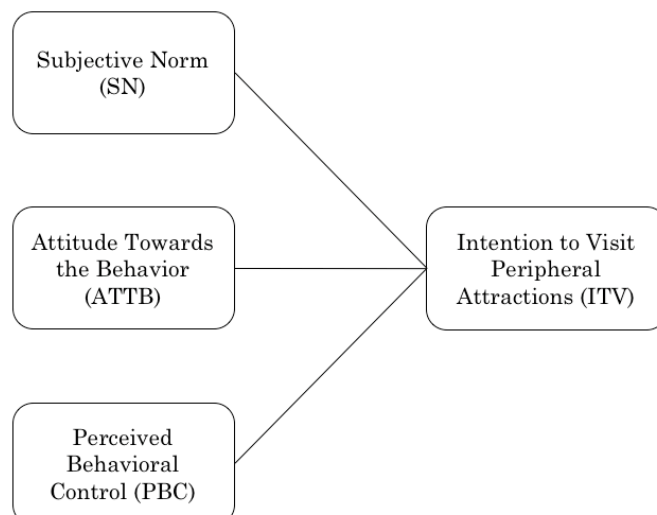 Subjective Norm
(SN)
Attitude Towards
the Behavior
(ATTB)
Intention to Visit
Peripheral
Attractions (ITV)
Perceived
Behavioral
Control (PBC)